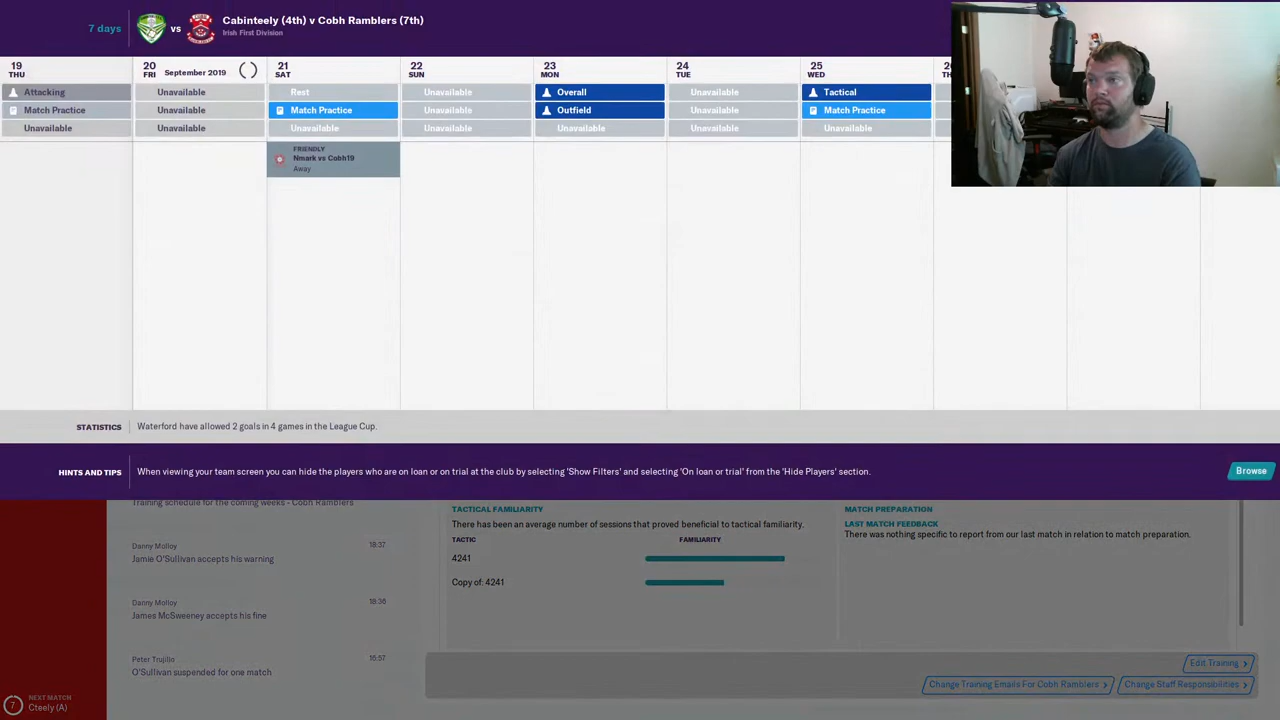 7 days
vs
Cabinteely (4th) v Cobh Ramblers (7th)
Irish First Division
19 THU
20 FRI
September 2019
21 SAT
22 SUN
23 MON
24 TUE
25 WED
Attacking
Unavailable
Rest
Unavailable
Overall
Unavailable
Tactical
Match Practice
Unavailable
Match Practice
Unavailable
Outfield
Unavailable
Match Practice
Unavailable
Unavailable
Unavailable
Unavailable
Unavailable
Unavailable
Unavailable
FRIENDLY
Nmark vs Cobh19
Away
STATISTICS
Waterford have allowed 2 goals in 4 games in the League Cup.
HINTS AND TIPS
When viewing your team screen you can hide the players who are on loan or on trial at the club by selecting 'Show Filters' and selecting 'On loan or trial' from the 'Hide Players' section.
Browse
Training schedule for the coming weeks - Cobh Ramblers
Danny Molloy
18:37
Jamie O'Sullivan accepts his warning
Danny Molloy
18:36
James McSweeney accepts his fine
Peter Trujillo
15:57
O'Sullivan suspended for one match
TACTICAL FAMILIARITY
There has been an average number of sessions that proved beneficial to tactical familiarity.
TACTIC
FAMILIARITY
4241
Copy of: 4241
MATCH PREPARATION
LAST MATCH FEEDBACK
There was nothing specific to report from our last match in relation to match preparation.
Edit Training
Change Training Emails For Cobh Ramblers
Change Staff Responsibilities
7
NEXT MATCH
Cteely (A)